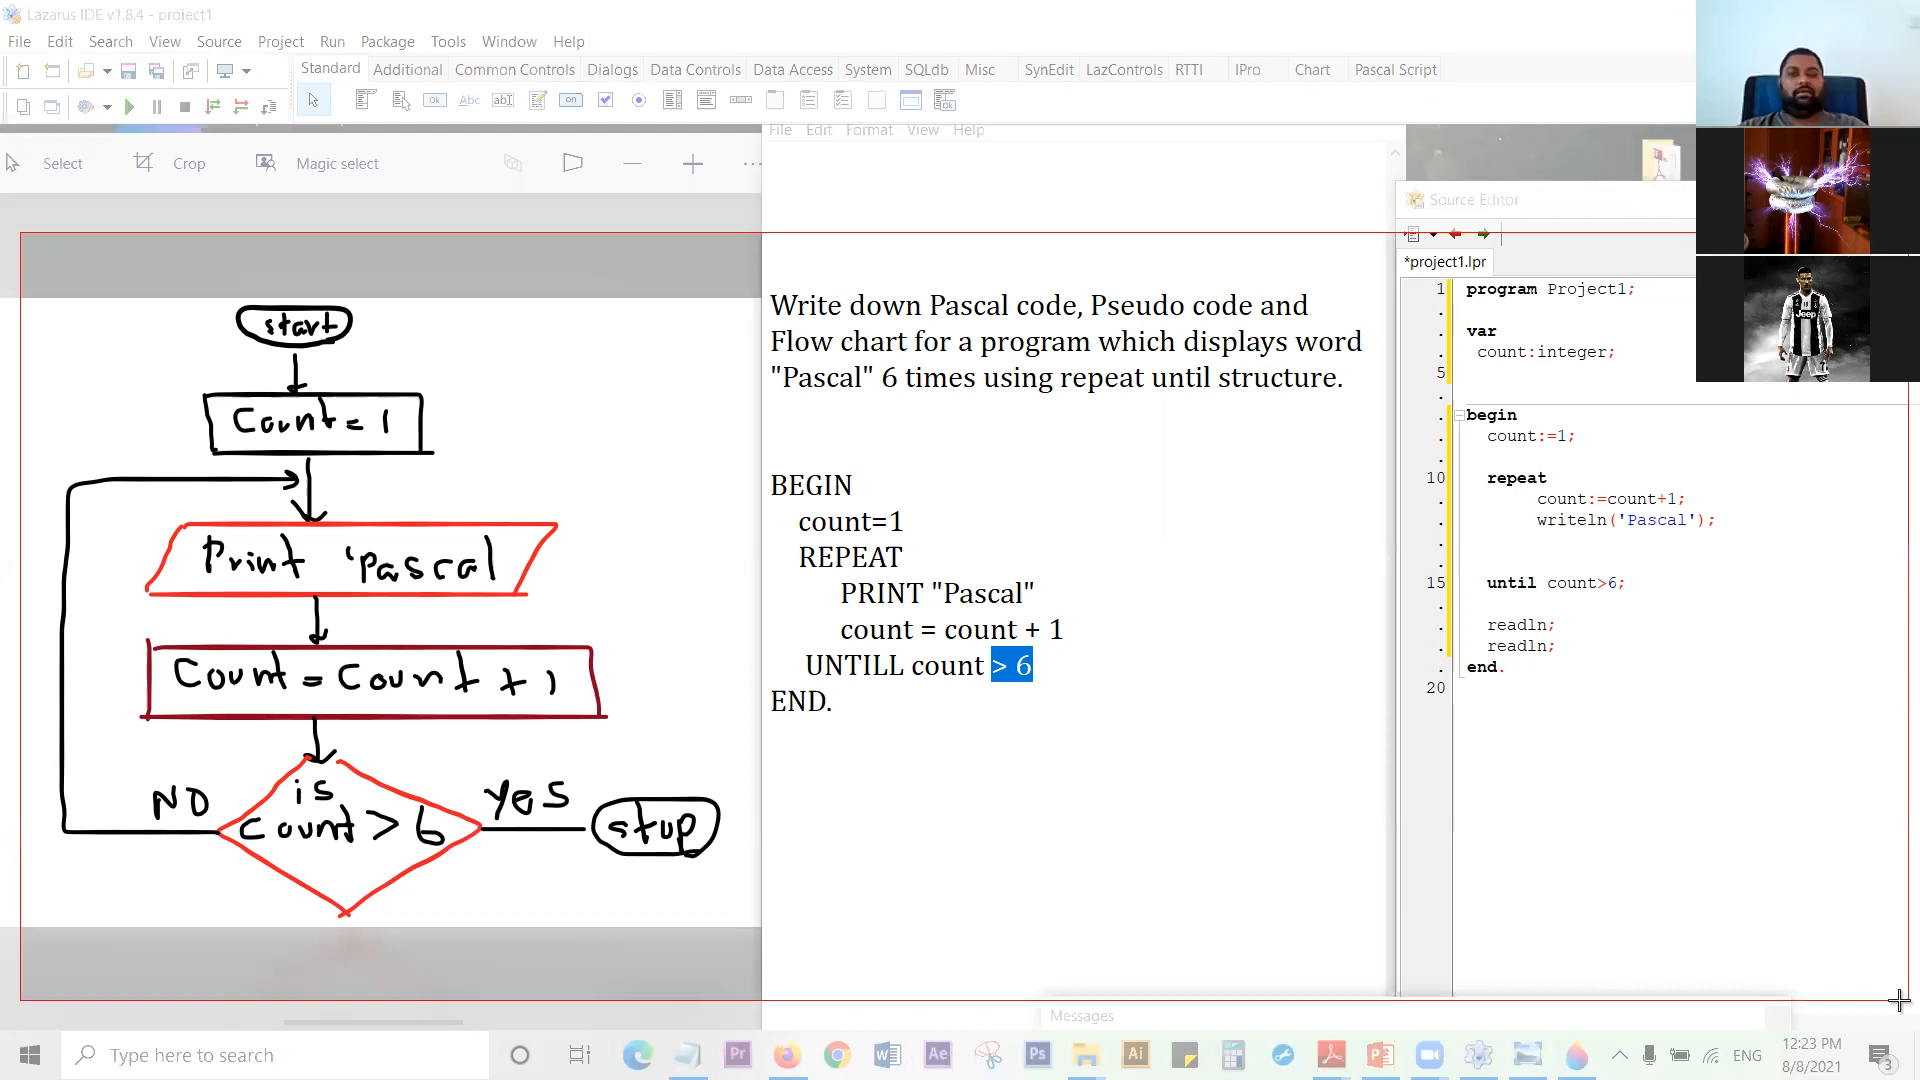 Lazarus IDE v1.8.4 - project1
File Edit Search View Source Project Run Package Tools Window Help
Standard Additional Common Controls Dialogs Data Controls Data Access System SQLdb Misc SynEdit LazControls RTTI IPro Chart Pascal Script
Select Crop Magic select
File Edit Format View Help
start
Count = 1
Print 'Pascal
Count = Count + 1
is
Count > 6
NO
Yes
stop
Write down Pascal code, Pseudo code and
Flow chart for a program which displays word
"Pascal" 6 times using repeat until structure.
BEGIN
count=1
REPEAT
PRINT "Pascal"
count = count + 1
UNTILL count > 6
END.
Source Editor
*project1.lpr
1 program Project1;
var
count:integer;
5
begin
count:=1;
10 repeat
count:=count+1;
writeln('Pascal');
15 until count>6;
readln;
readln;
end.
20
Jeep
Messages
Type here to search
ENG
12:23 PM
8/8/2021
3